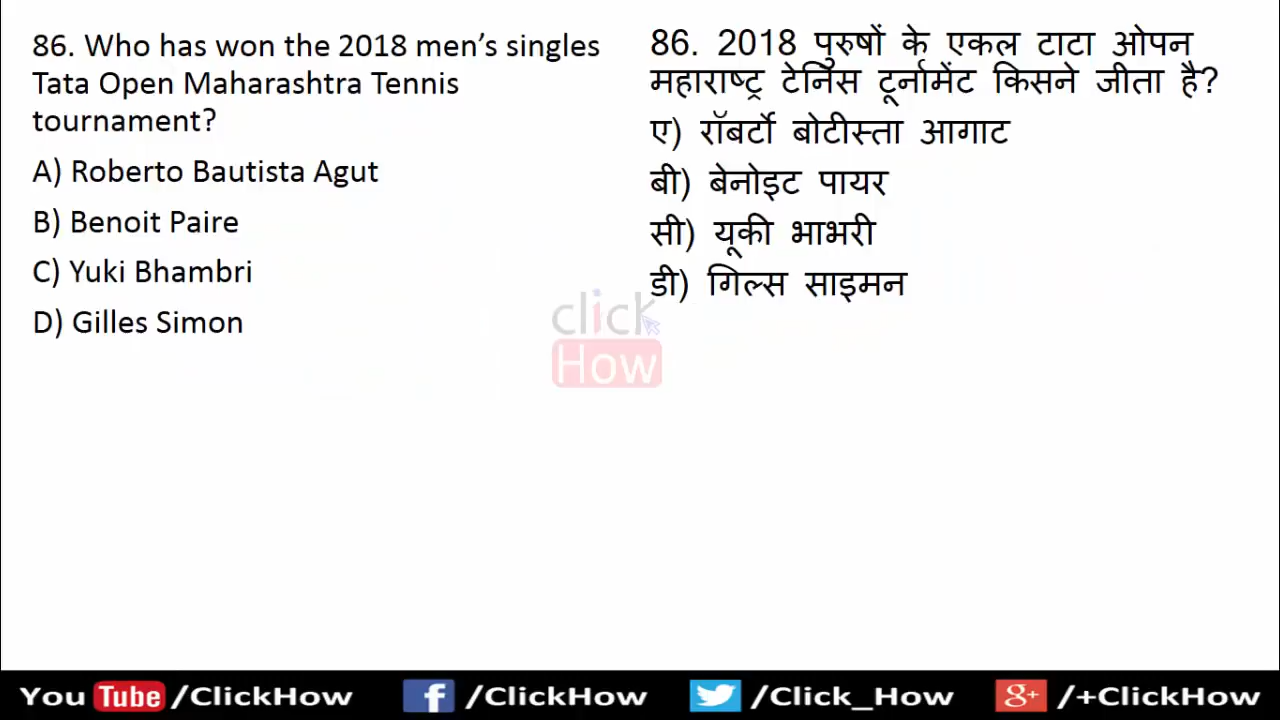 86. Who has won the 2018 men’s singles
Tata Open Maharashtra Tennis
tournament?
A) Roberto Bautista Agut
B) Benoit Paire
C) Yuki Bhambri
D) Gilles Simon
86. 2018 पुरुषों के एकल टाटा ओपन
महाराष्ट्र टेनिस टूर्नामेंट किसने जीता है?
ए) रॉबर्टो बोटीस्ता आगाट
बी) बेनोइट पायर
सी) यूकी भाभरी
डी) गिल्स साइमन
click
How
You Tube /ClickHow f /ClickHow /Click_How g+ /+ClickHow